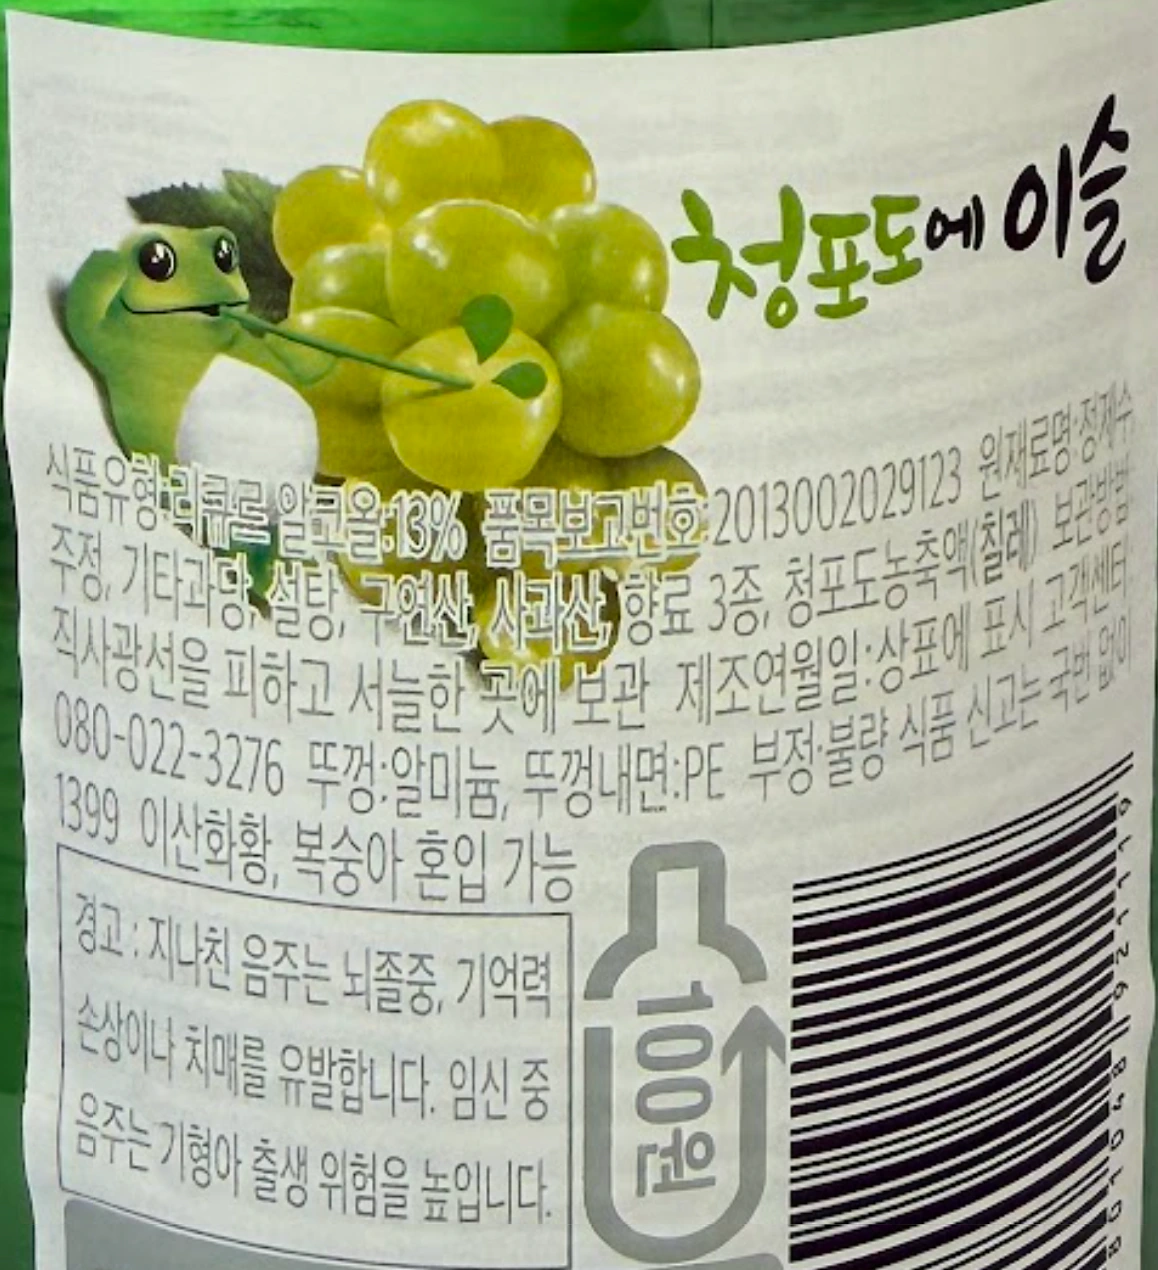 청포도에 이슬
식품유형:리큐르 알코올:13% 품목보고번호:2013002029123 원재료명:정제수
주정, 기타과당, 설탕, 구연산, 사과산, 향료 3종, 청포도농축액(칠레) 보관방법
직사광선을 피하고 서늘한 곳에 보관 제조연월일:상표에 표시 고객센터
080-022-3276 뚜껑:알미늄, 뚜껑내면:PE 부정·불량 식품 신고는 국번 없이
1399 이산화황, 복숭아 혼입 가능
경고 : 지나친 음주는 뇌졸중, 기억력
손상이나 치매를 유발합니다. 임신 중
음주는 기형아 출생 위험을 높입니다.
100원